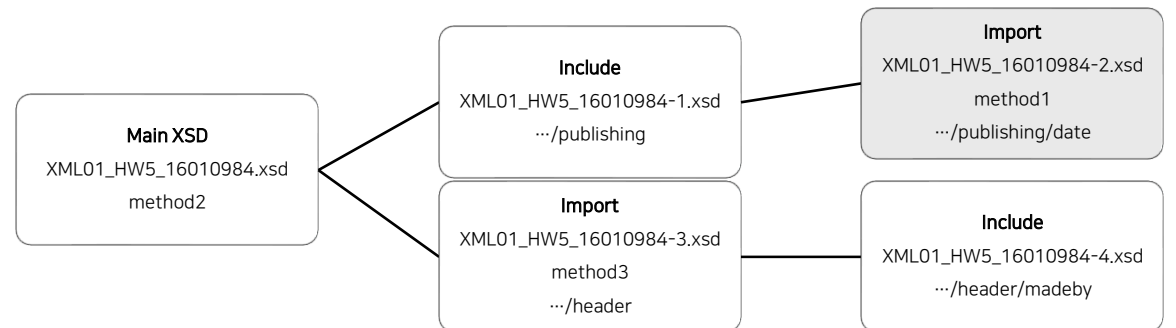 Main XSD
XML01_HW5_16010984.xsd
method2
Include
XML01_HW5_16010984-1.xsd
…/publishing
Import
XML01_HW5_16010984-2.xsd
method1
…/publishing/date
Import
XML01_HW5_16010984-3.xsd
method3
…/header
Include
XML01_HW5_16010984-4.xsd
…/header/madeby